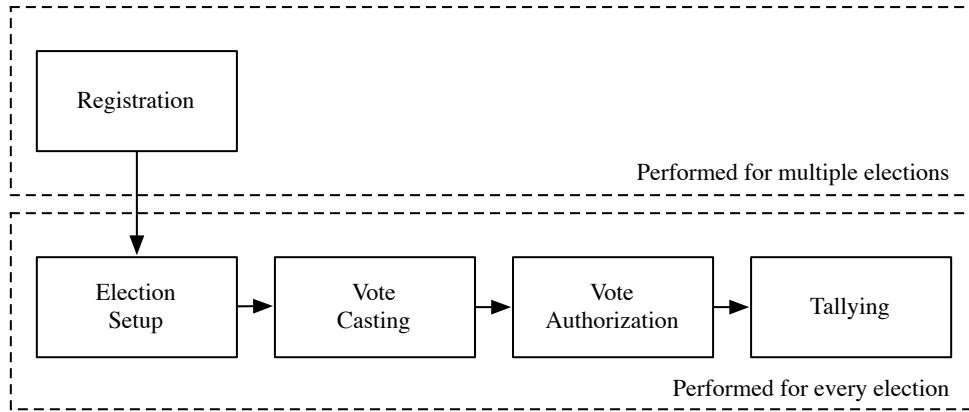 Registration
Performed for multiple elections
Election
Setup
Vote
Casting
Vote
Authorization
Tallying
Performed for every election